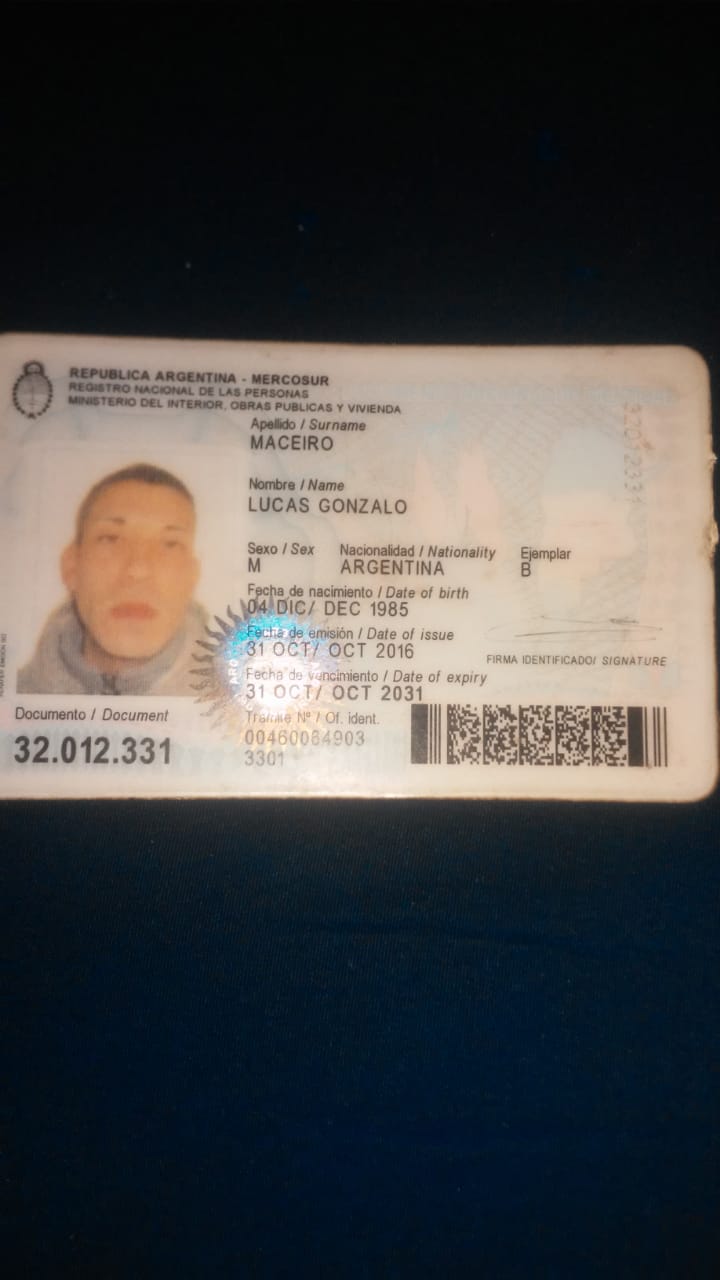 REPUBLICA ARGENTINA - MERCOSUR
REGISTRO NACIONAL DE LAS PERSONAS
MINISTERIO DEL INTERIOR, OBRAS PUBLICAS Y VIVIENDA
Apellido / Surname
MACEIRO
Nombre / Name
LUCAS GONZALO
Sexo / Sex Nacionalidad / Nationality Ejemplar
M ARGENTINA B
Fecha de nacimiento / Date of birth
04 DIC/ DEC 1985
Fecha de emisión / Date of issue
31 OCT/ OCT 2016
FIRMA IDENTIFICADO/ SIGNATURE
Fecha de vencimiento / Date of expiry
31 OCT/ OCT 2031
Documento / Document
32.012.331
Trámite Nº / Of. ident.
00460064903
3301